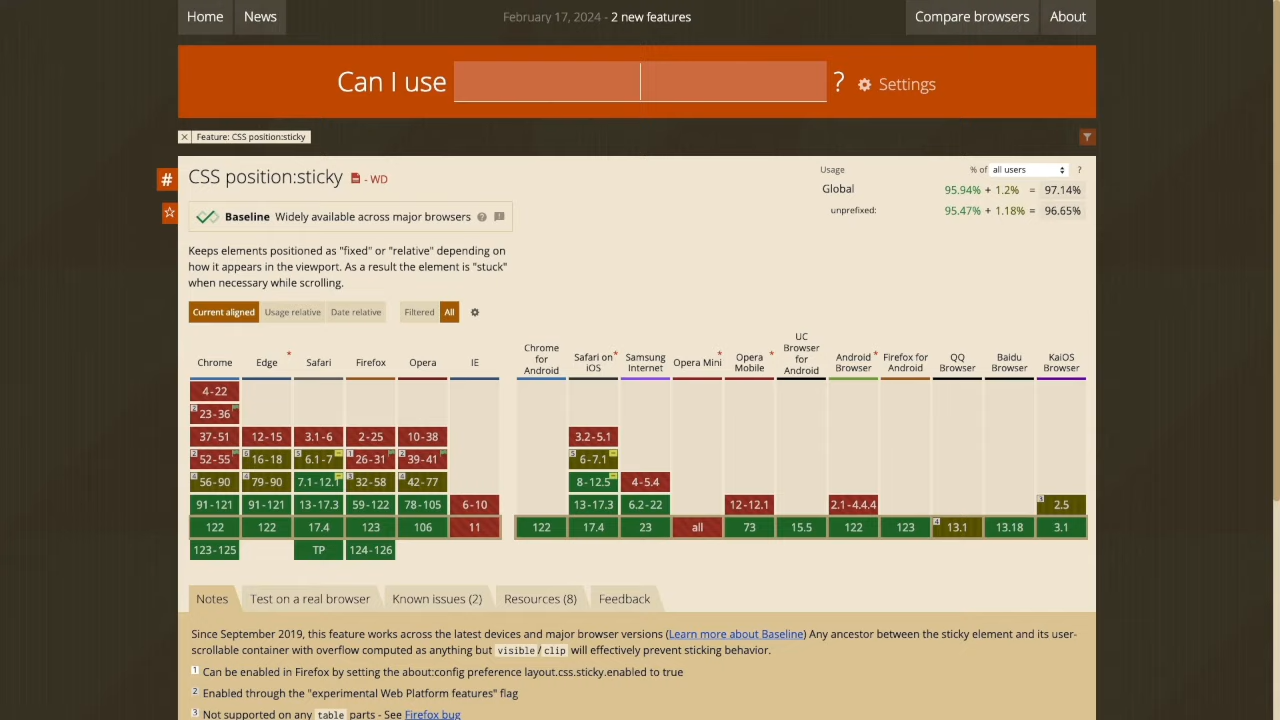 Home News February 17, 2024 - 2 new features Compare browsers About
Can I use ? Settings
× Feature: CSS position:sticky
# CSS position:sticky - WD
Usage % of all users ?
Global 95.94% + 1.2% = 97.14%
unprefixed: 95.47% + 1.18% = 96.65%
Baseline Widely available across major browsers
Keeps elements positioned as "fixed" or "relative" depending on
how it appears in the viewport. As a result the element is "stuck"
when necessary while scrolling.
Current aligned Usage relative Date relative Filtered All
Chrome Edge * Safari Firefox Opera IE Chrome for Android Safari on iOS * Samsung Internet Opera Mini * Opera Mobile * UC Browser for Android Android Browser * Firefox for Android QQ Browser Baidu Browser KaiOS Browser
4-22
2 23-36
37-51 12-15 3.1-6 2-25 10-38 3.2-5.1
2 52-55 16-18 5 6.1-7 1 26-31 2 39-41 5 6-7.1
4 56-90 79-90 7.1-12.1 3 32-58 4 42-77 8-12.5 4-5.4
91-121 91-121 13-17.3 59-122 78-105 6-10 13-17.3 6.2-22 12-12.1 2.1-4.4.4 3 2.5
122 122 17.4 123 106 11 122 17.4 23 all 73 15.5 122 123 4 13.1 13.18 3.1
123-125 TP 124-126
Notes Test on a real browser Known issues (2) Resources (8) Feedback
Since September 2019, this feature works across the latest devices and major browser versions (Learn more about Baseline) Any ancestor between the sticky element and its user-
scrollable container with overflow computed as anything but visible/clip will effectively prevent sticking behavior.
1 Can be enabled in Firefox by setting the about:config preference layout.css.sticky.enabled to true
2 Enabled through the "experimental Web Platform features" flag
3 Not supported on any table parts - See Firefox bug